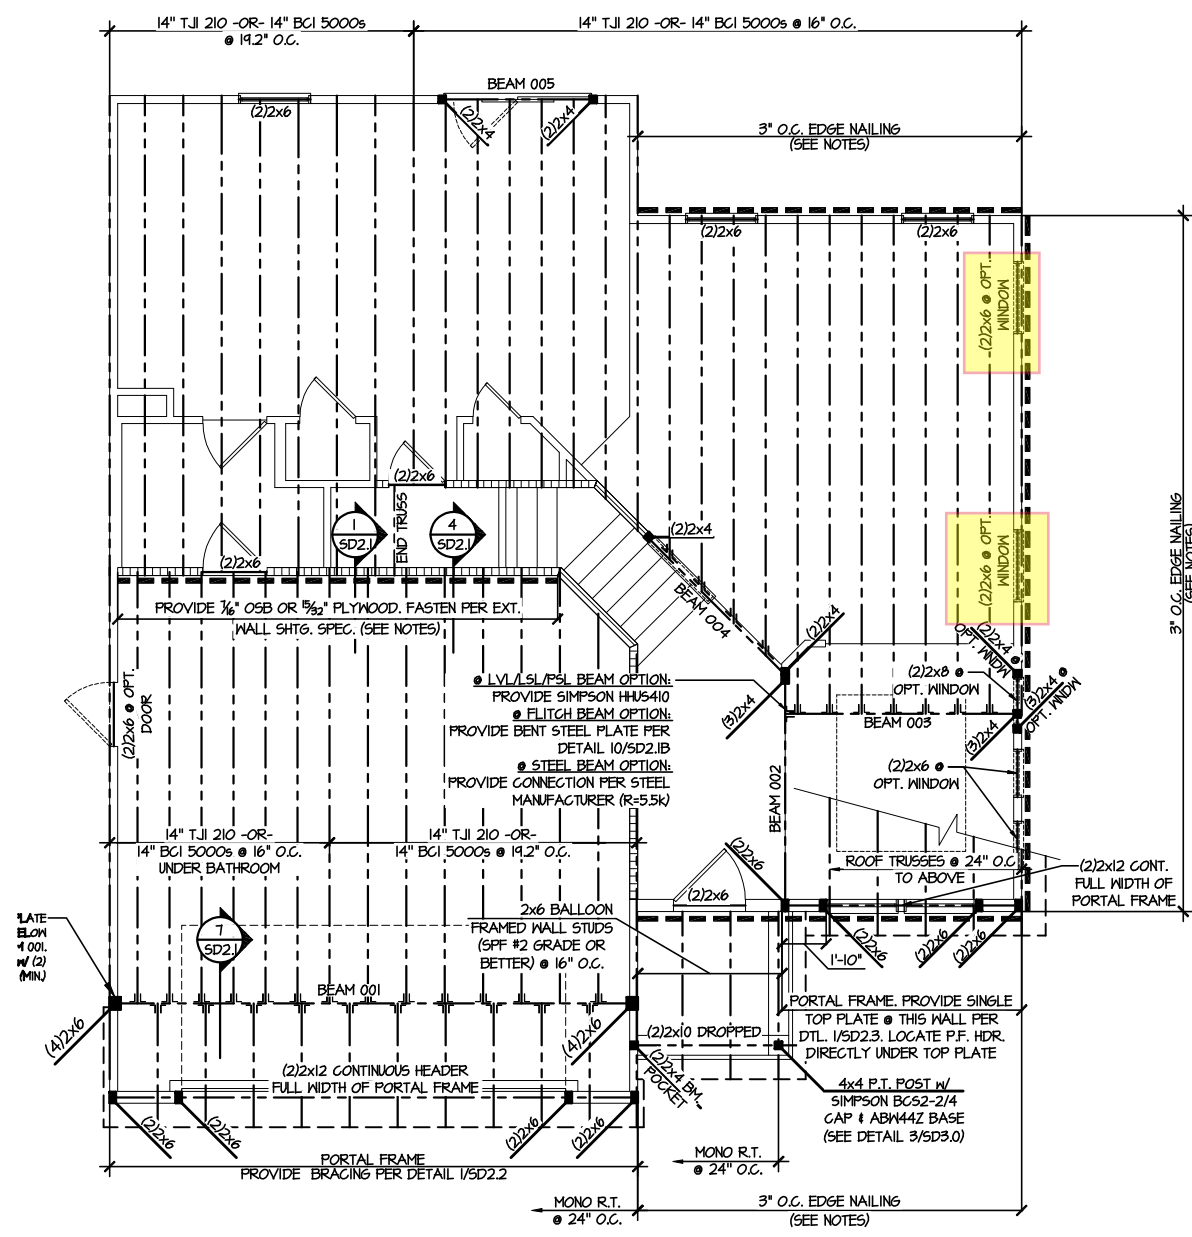 14" TJI 210 -OR- 14" BCI 5000s
@ 19.2" O.C.
14" TJI 210 -OR- 14" BCI 5000s @ 16" O.C.
BEAM 005
(2)2x6
(2)2x4
(2)2x4
3" O.C. EDGE NAILING
(SEE NOTES)
(2)2x6
(2)2x6
(2)2x6 @ OPT.
WINDOW
(2)2x6 @ OPT.
WINDOW
3" O.C. EDGE NAILING
(SEE NOTES)
(2)2x6
END TRUSS
1
SD2.1
4
SD2.1
(2)2x6
(2)2x4
BEAM 004
PROVIDE 7/16" OSB OR 15/32" PLYWOOD. FASTEN PER EXT.
WALL SHTG. SPEC. (SEE NOTES)
(2)2x4
(2)2x4 @
OPT. WNDW
(2)2x6 @ OPT.
DOOR
@ LVL/LSL/PSL BEAM OPTION:
PROVIDE SIMPSON HHUS410
@ FLITCH BEAM OPTION:
PROVIDE BENT STEEL PLATE PER
DETAIL 10/SD2.1B
@ STEEL BEAM OPTION:
PROVIDE CONNECTION PER STEEL
MANUFACTURER (R=5.5k)
(3)2x4
(2)2x8 @
OPT. WINDOW
BEAM 003
(3)2x4 @
OPT. WNDW
(3)2x4
(2)2x6 @
OPT. WINDOW
BEAM 002
14" TJI 210 -OR-
14" BCI 5000s @ 16" O.C.
UNDER BATHROOM
14" TJI 210 -OR-
14" BCI 5000s @ 19.2" O.C.
ROOF TRUSSES @ 24" O.C.
TO ABOVE
(2)2x12 CONT.
FULL WIDTH OF
PORTAL FRAME
(2)2x6
(2)2x6
2x6 BALLOON
FRAMED WALL STUDS
(SPF #2 GRADE OR
BETTER) @ 16" O.C.
(2)2x6
(2)2x6
(2)2x6
1'-10"
LATE
ELOW
001.
W/ (2)
(MIN.)
7
SD2.1
BEAM 001
(4)2x6
(4)2x6
PORTAL FRAME. PROVIDE SINGLE
TOP PLATE @ THIS WALL PER
DTL. 1/SD2.3. LOCATE P.F. HDR.
DIRECTLY UNDER TOP PLATE
(2)2x10 DROPPED
(2)2x4 BM.
POCKET
(2)2x12 CONTINUOUS HEADER
FULL WIDTH OF PORTAL FRAME
4x4 P.T. POST W/
SIMPSON BCS2-2/4
CAP & ABW44Z BASE
(SEE DETAIL 3/SD3.0)
(2)2x6
(2)2x6
(2)2x6
(2)2x6
PORTAL FRAME
PROVIDE BRACING PER DETAIL 1/SD2.2
MONO R.T.
@ 24" O.C.
MONO R.T.
@ 24" O.C.
3" O.C. EDGE NAILING
(SEE NOTES)